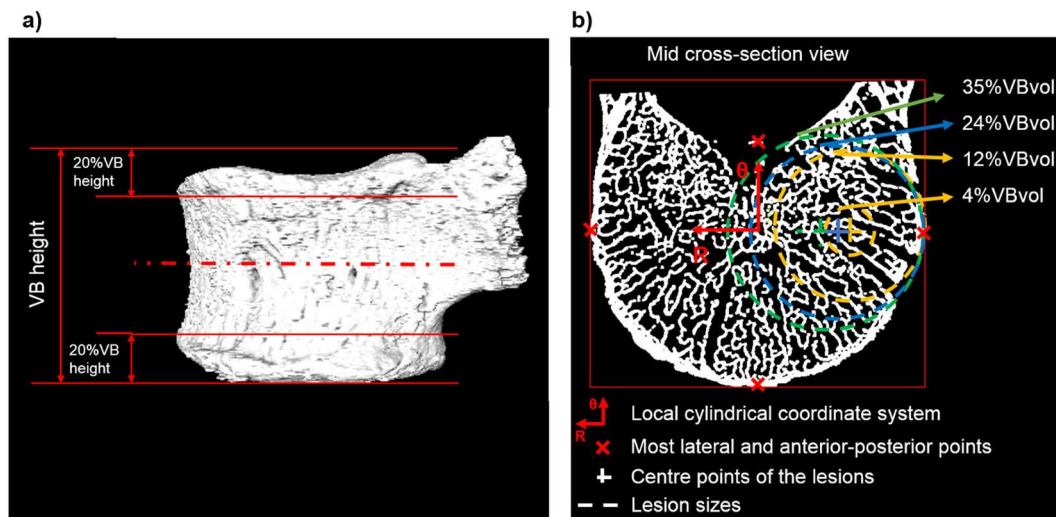 a)
VB height
20%VB
height
20%VB
height
b)
Mid cross-section view
35%VBvol
24%VBvol
12%VBvol
4%VBvol
θ
R
θ
R
Local cylindrical coordinate system
Most lateral and anterior-posterior points
Centre points of the lesions
Lesion sizes